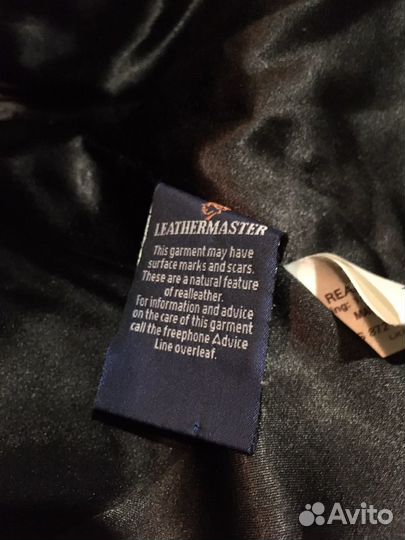 LEATHERMASTER
This garment may have
surface marks and scars.
These are a natural feature
of realleather.
For information and advice
on the care of this garment
call the freephone Advice
Line overleaf.
REA
Avito